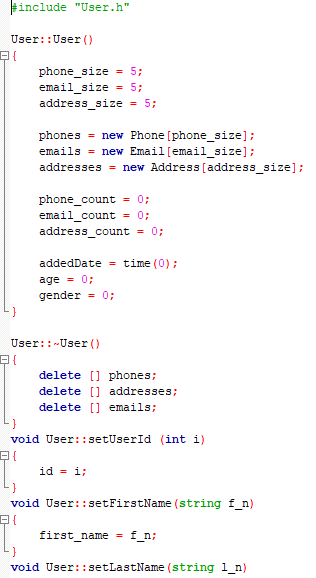 #include "User.h"
User::User()
{
phone_size = 5;
email_size = 5;
address_size = 5;
phones = new Phone[phone_size];
emails = new Email[email_size];
addresses = new Address[address_size];
phone_count = 0;
email_count = 0;
address_count = 0;
addedDate = time(0);
age = 0;
gender = 0;
}
User::~User()
{
delete [] phones;
delete [] addresses;
delete [] emails;
}
void User::setUserId (int i)
{
id = i;
}
void User::setFirstName(string f_n)
{
first_name = f_n;
}
void User::setLastName(string l_n)